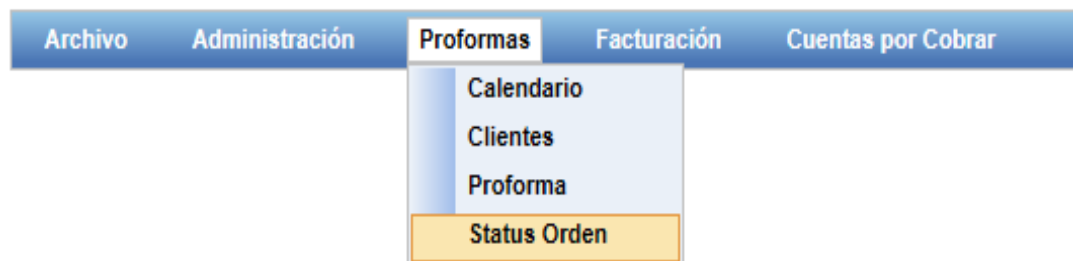 Archivo Administración Proformas Facturación Cuentas por Cobrar
Calendario
Clientes
Proforma
Status Orden